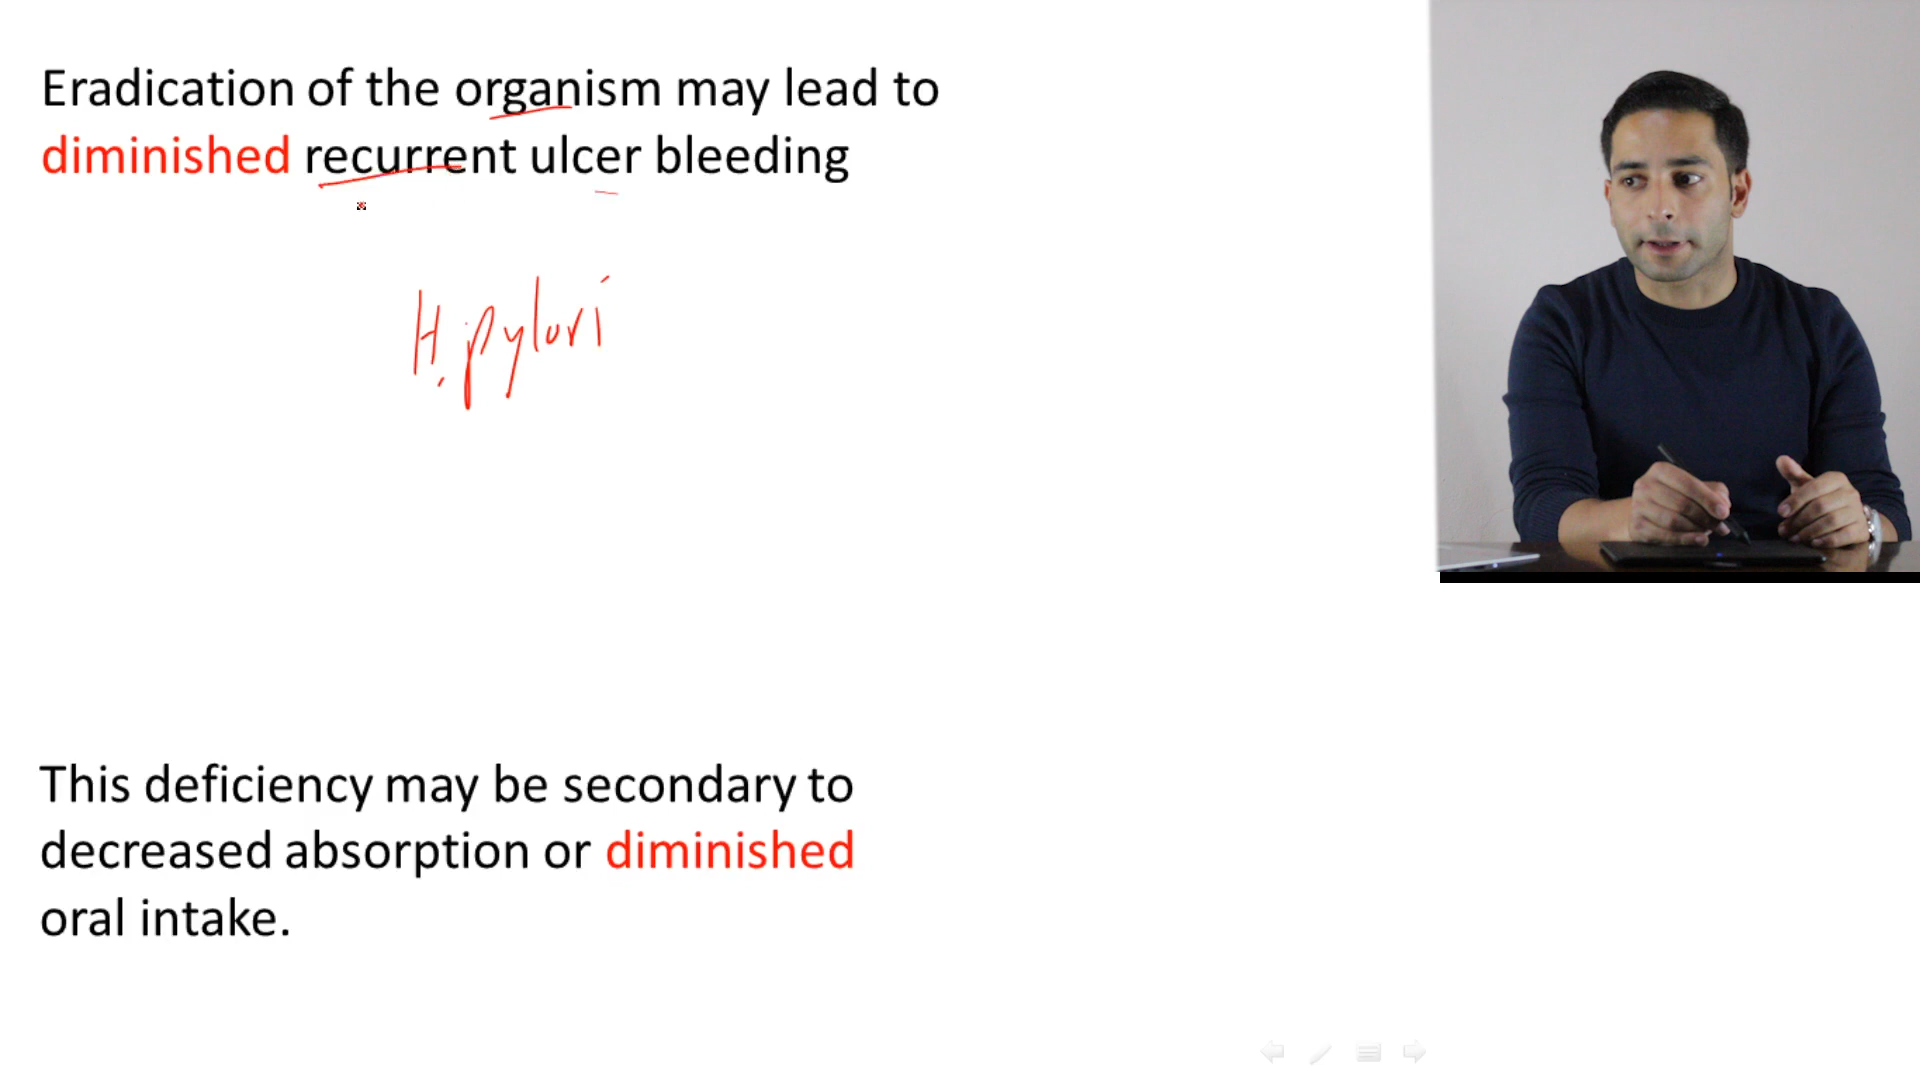 Eradication of the organism may lead to
diminished recurrent ulcer bleeding
H. pylori
This deficiency may be secondary to
decreased absorption or diminished
oral intake.